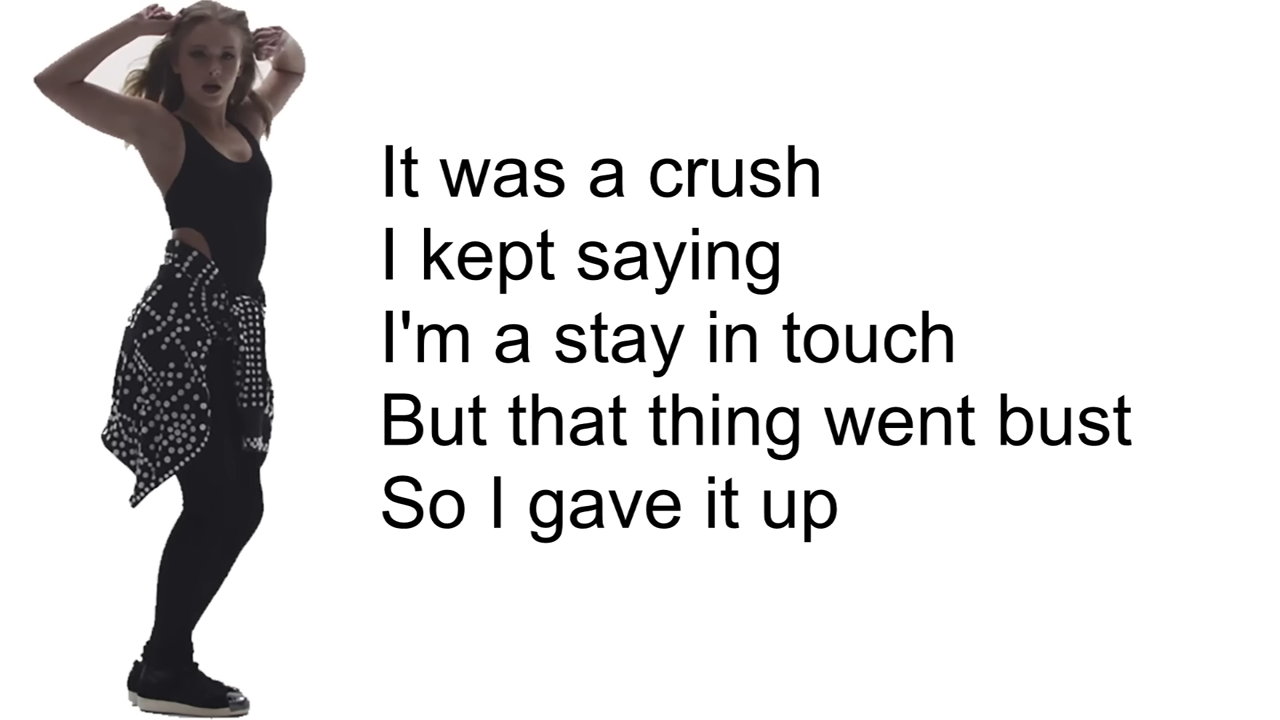 It was a crush
I kept saying
I'm a stay in touch
But that thing went bust
So I gave it up